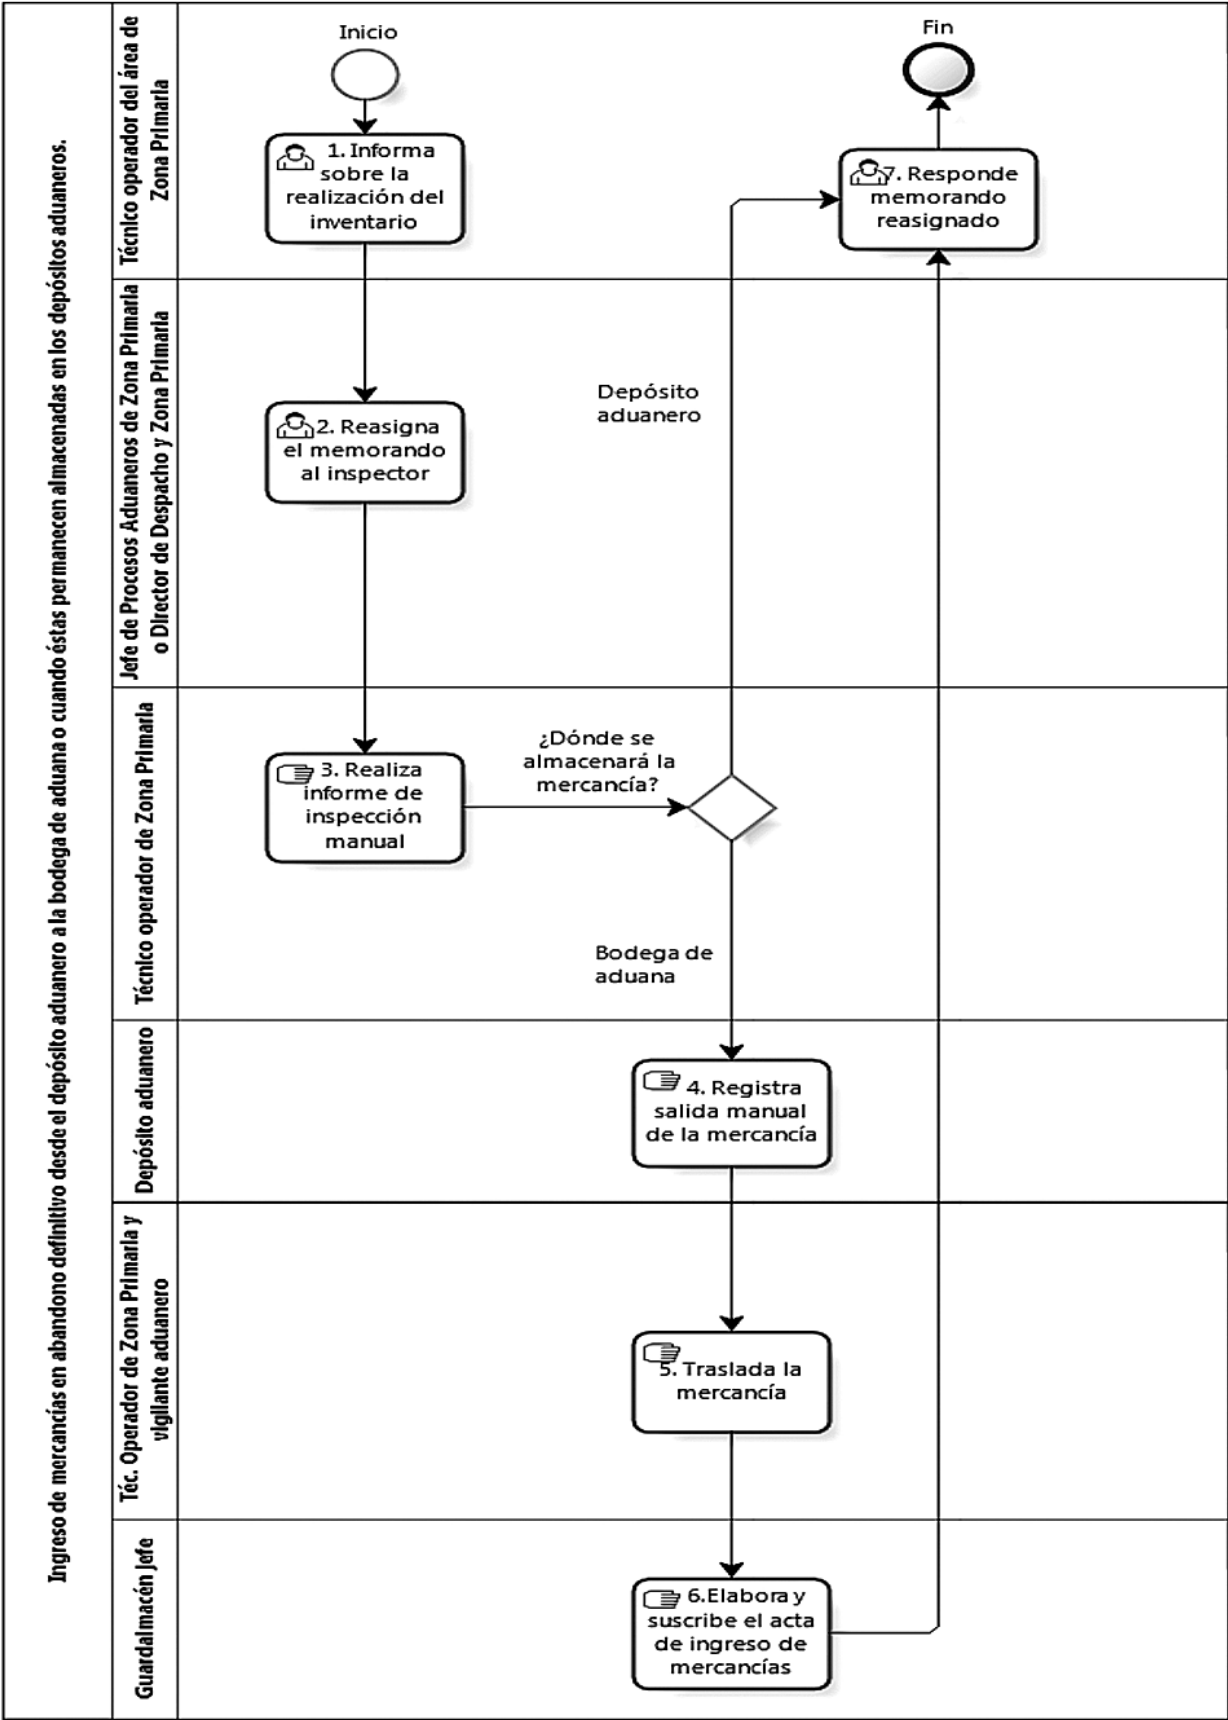 Ingreso de mercancías en abandono definitivo desde el depósito aduanero a la bodega de aduana o cuando éstas permanecen almacenadas en los depósitos aduaneros.
Técnico operador del área de
Zona Primaria
Inicio
1. Informa
sobre la
realización del
inventario
Fin
7. Responde
memorando
reasignado
Jefe de Procesos Aduaneros de Zona Primaria
o Director de Despacho y Zona Primaria
2. Reasigna
el memorando
al inspector
Depósito
aduanero
Técnico operador de Zona Primaria
3. Realiza
informe de
inspección
manual
¿Dónde se
almacenará la
mercancía?
Bodega de
aduana
Depósito aduanero
4. Registra
salida manual
de la mercancía
Téc. Operador de Zona Primaria y
vigilante aduanero
5. Traslada la
mercancía
Guardalmacén Jefe
6.Elabora y
suscribe el acta
de ingreso de
mercancías